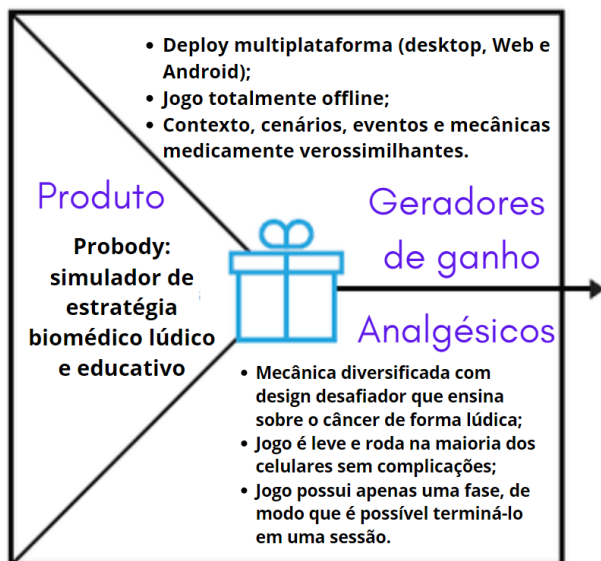 • Deploy multiplataforma (desktop, Web e
Android);
• Jogo totalmente offline;
• Contexto, cenários, eventos e mecânicas
medicamente verossimilhantes.
Produto
Probody:
simulador de
estratégia
biomédico lúdico
e educativo
Geradores
de ganho
Analgésicos
• Mecânica diversificada com
design desafiador que ensina
sobre o câncer de forma lúdica;
• Jogo é leve e roda na maioria dos
celulares sem complicações;
• Jogo possui apenas uma fase, de
modo que é possível terminá-lo
em uma sessão.